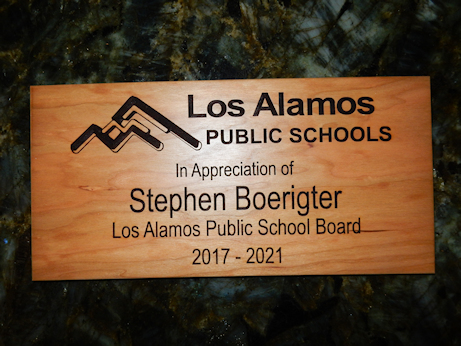 Los Alamos
PUBLIC SCHOOLS
In Appreciation of
Stephen Boerigter
Los Alamos Public School Board
2017 - 2021